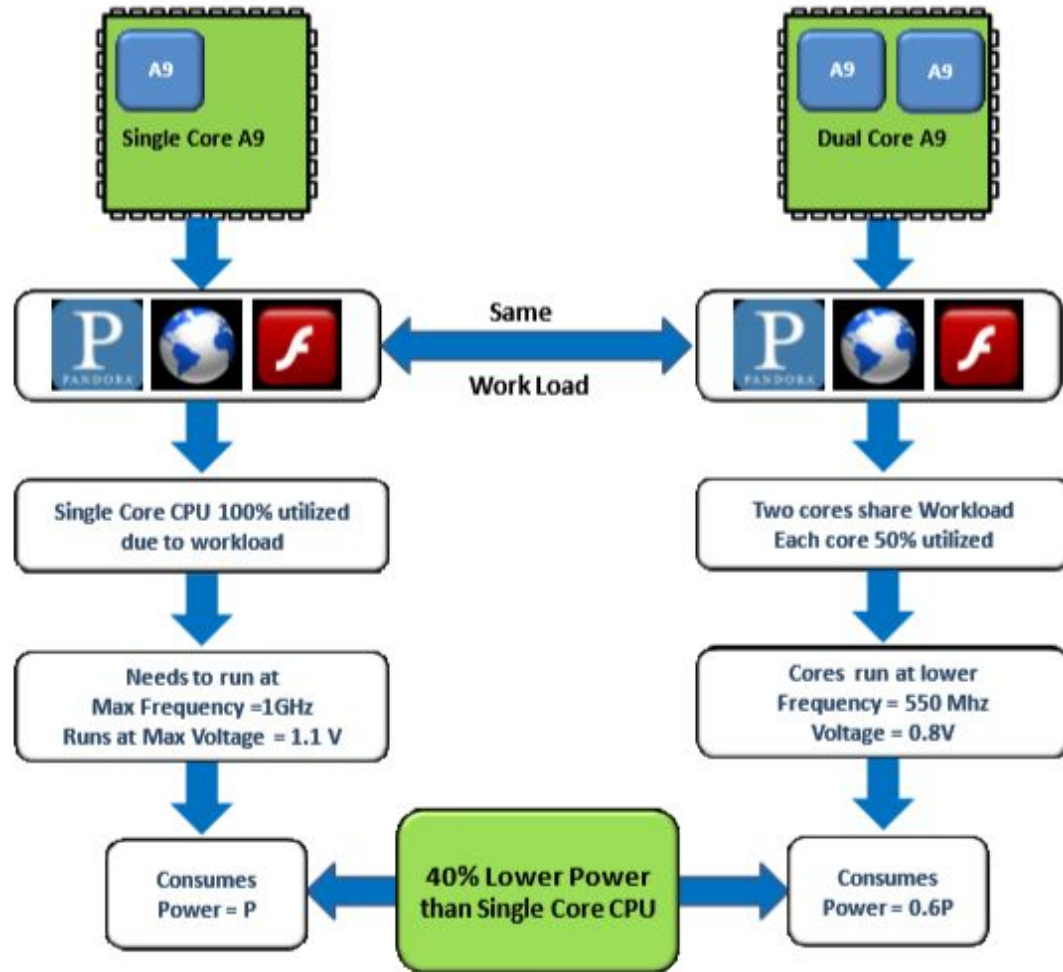 A9
Single Core A9
A9
A9
Dual Core A9
P
PANDORA
f
Same
Work Load
P
PANDORA
f
Single Core CPU 100% utilized
due to workload
Two cores share Workload
Each core 50% utilized
Needs to run at
Max Frequency =1GHz
Runs at Max Voltage = 1.1 V
Cores run at lower
Frequency = 550 Mhz
Voltage = 0.8V
Consumes
Power = P
40% Lower Power
than Single Core CPU
Consumes
Power = 0.6P